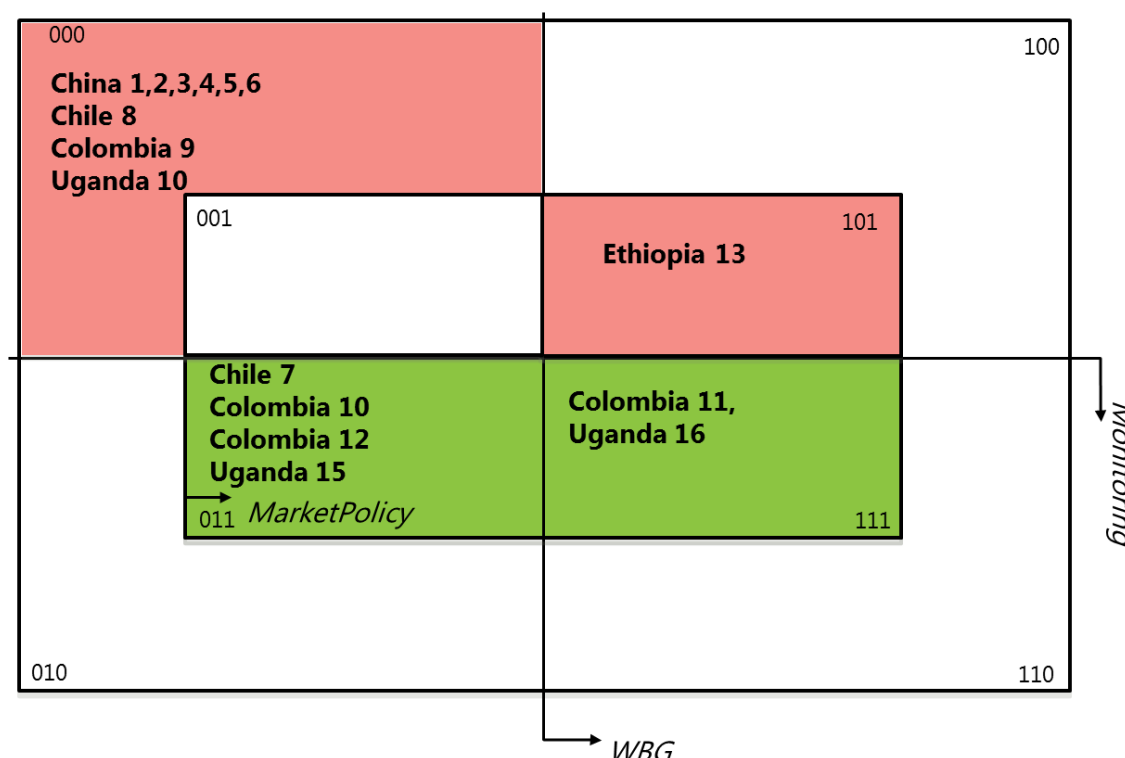 000
100
China 1,2,3,4,5,6
Chile 8
Colombia 9
Uganda 10
001
101
Ethiopia 13
Chile 7
Colombia 10
Colombia 12
Uganda 15
Colombia 11,
Uganda 16
Monitoring
011 MarketPolicy
111
010
110
WBG